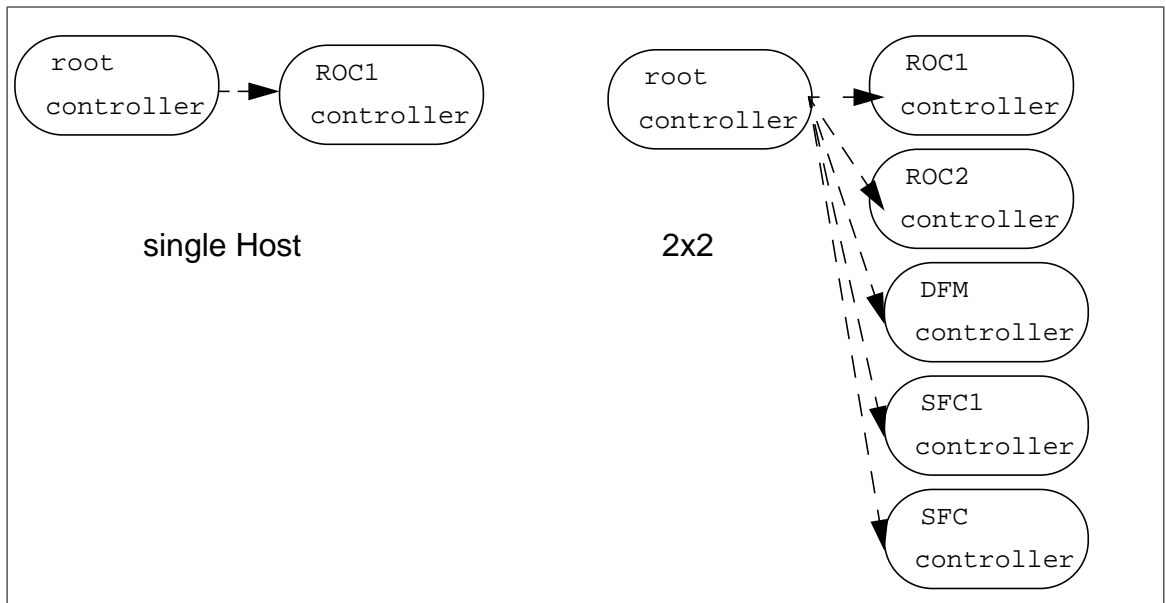 root
controller
ROC1
controller
single Host
root
controller
2x2
ROC1
controller
ROC2
controller
DFM
controller
SFC1
controller
SFC
controller